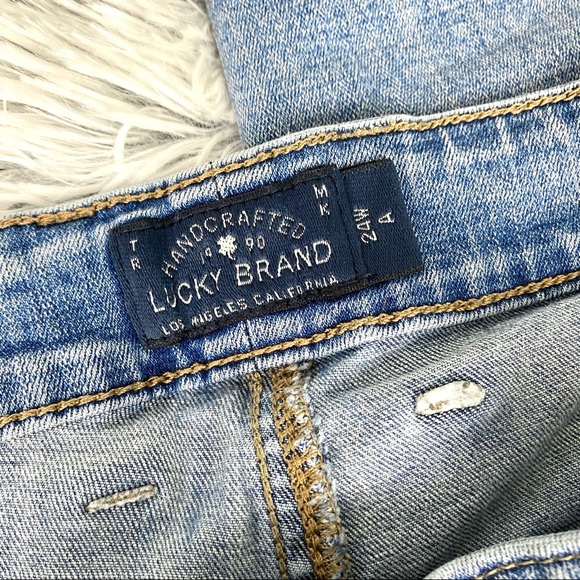 TR
MK
HANDCRAFTED
19 90
LUCKY BRAND
LOS ANGELES CALIFORNIA
24W
A